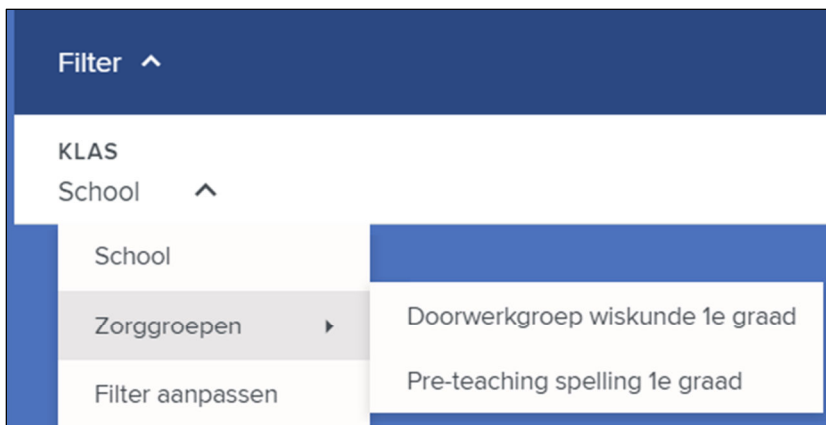 Filter
KLAS
School
School
Zorggroepen
Doorwerkgroep wiskunde 1e graad
Pre-teaching spelling 1e graad
Filter aanpassen